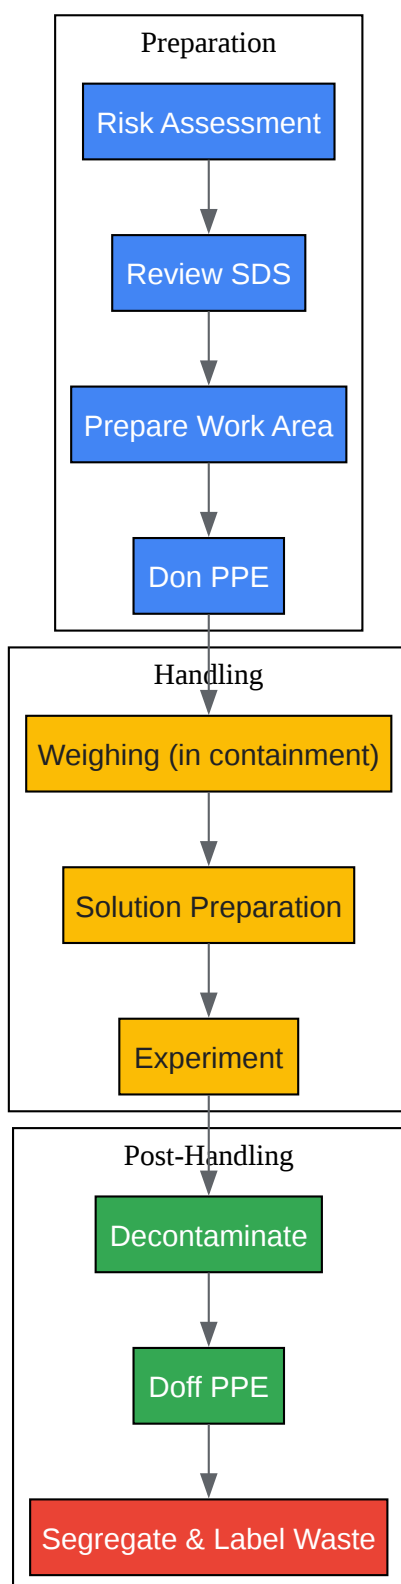 Preparation
Risk Assessment
Review SDS
Prepare Work Area
Don PPE
Handling
Weighing (in containment)
Solution Preparation
Experiment
Post-Handling
Decontaminate
Doff PPE
Segregate & Label Waste